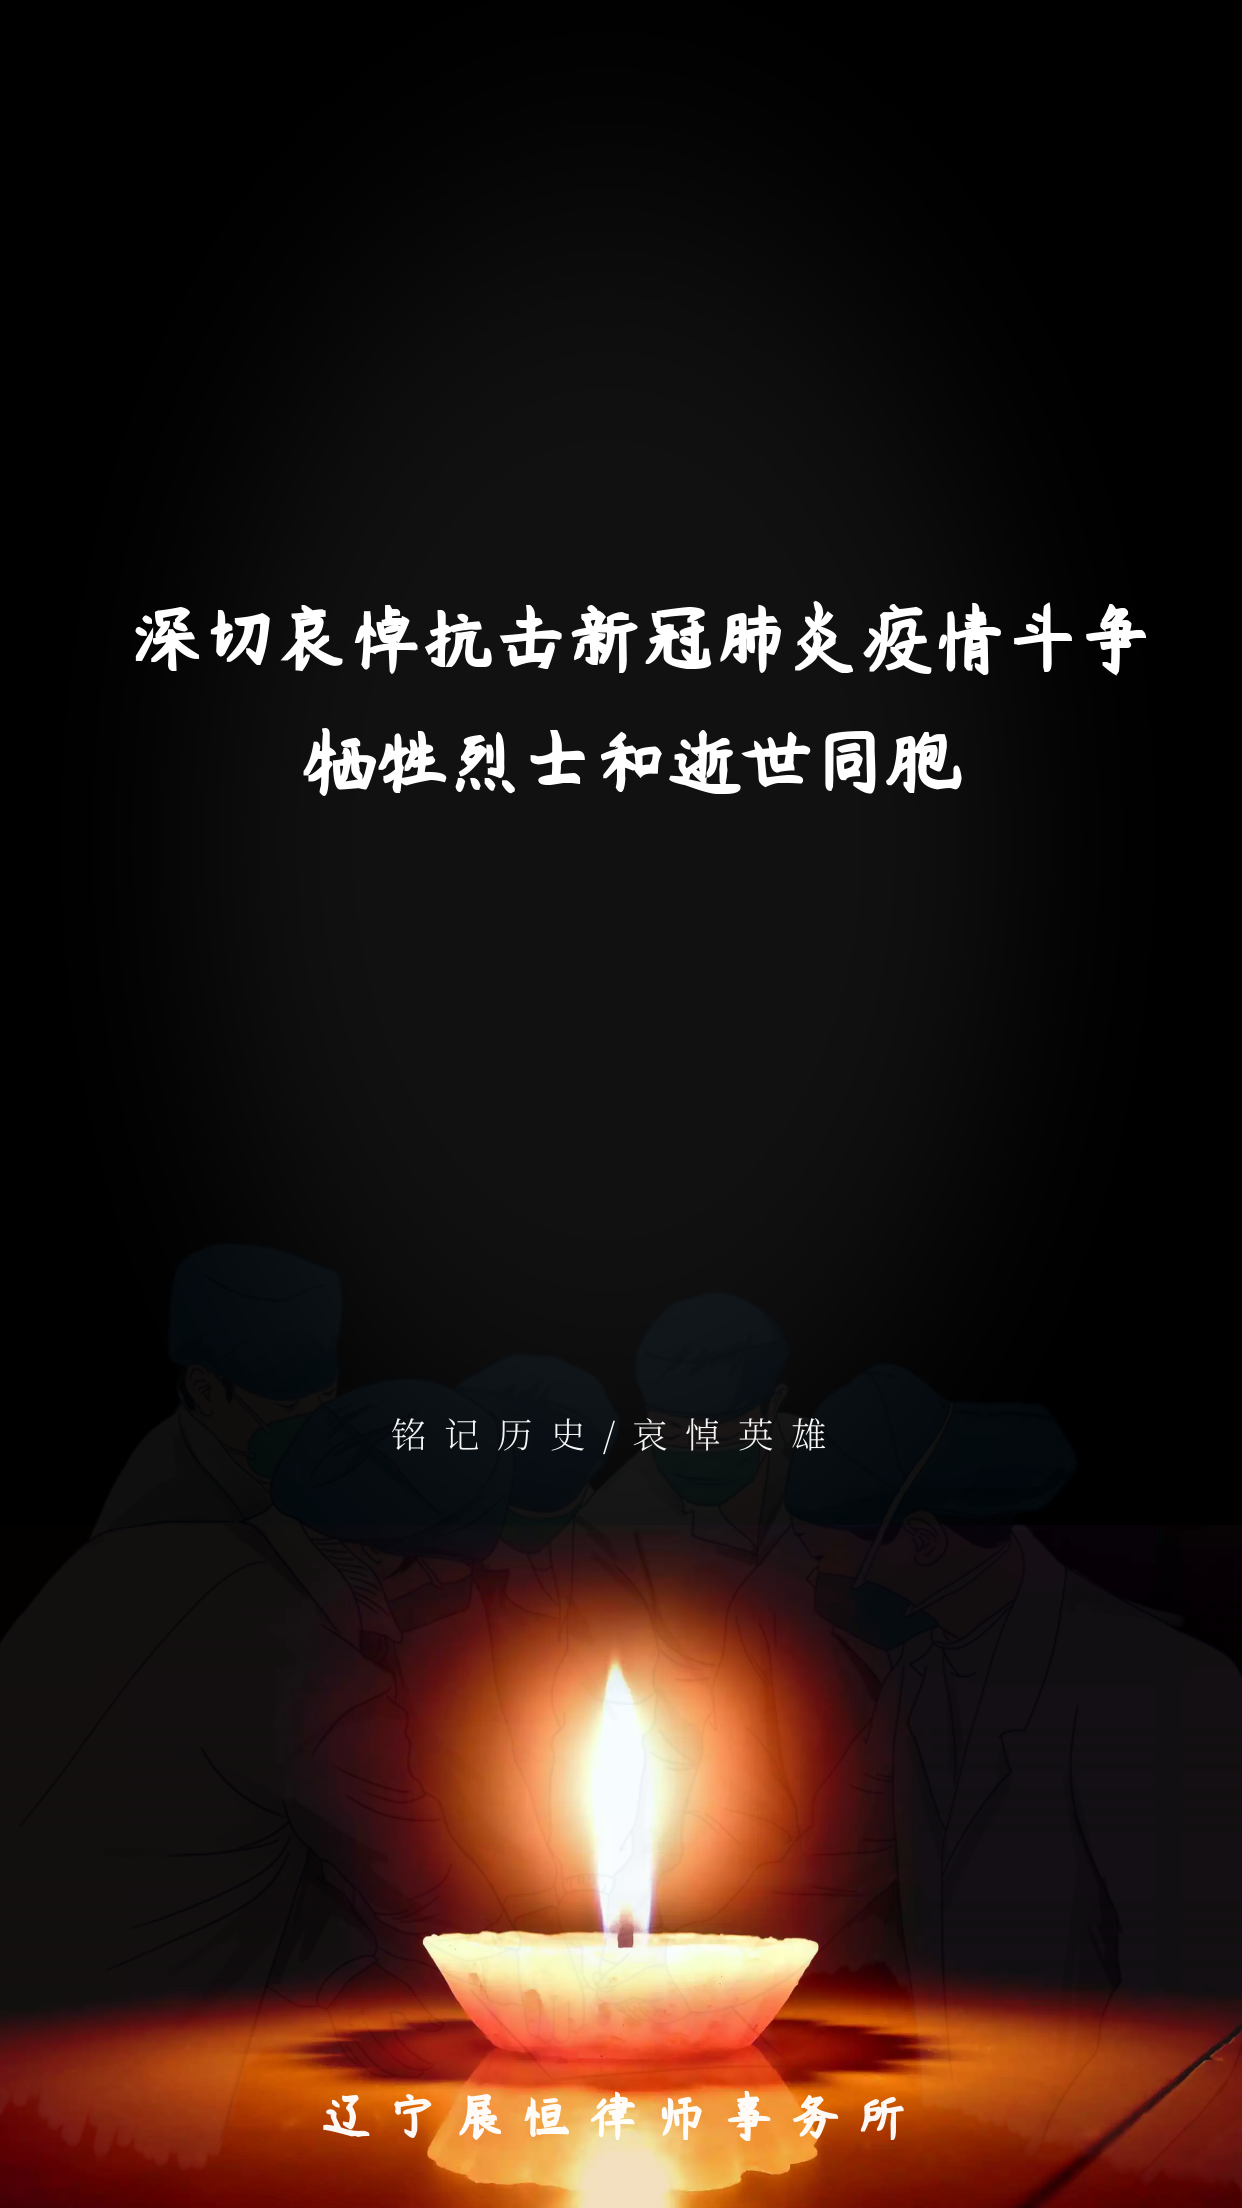 深切哀悼抗击新冠肺炎疫情斗争
牺牲烈士和逝世同胞
铭记历史/哀悼英雄
辽宁展恒律师事务所